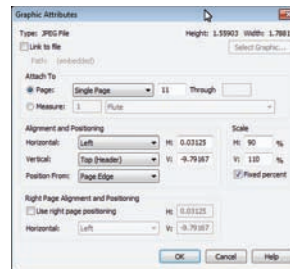 Graphic Attributes
Type: JPEG File Height: 1.55903 Width: 1.7881
Link to file Select Graphic...
Path: (embedded)
Attach To
Page: Single Page 11 Through
Measure: 1 Flute
Alignment and Positioning Scale
Horizontal: Left H: 0.03125 H: 90 %
Vertical: Top (Header) V: -9.79167 V: 110 %
Position From: Page Edge Fixed percent
Right Page Alignment and Positioning
Use right page positioning H: 0.03125
Horizontal: Left V: -9.79167
OK Cancel Help